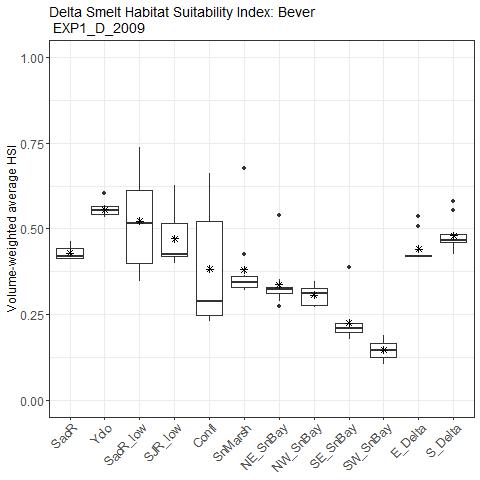 Delta Smelt Habitat Suitability Index: Bever
EXP1_D_2009
Volume-weighted average HSI
1.00
0.75
0.50
0.25
0.00
SacR
Yolo
SacR_low
SJR_low
Confl
SnMarsh
NE_SnBay
NW_SnBay
SE_SnBay
SW_SnBay
E_Delta
S_Delta